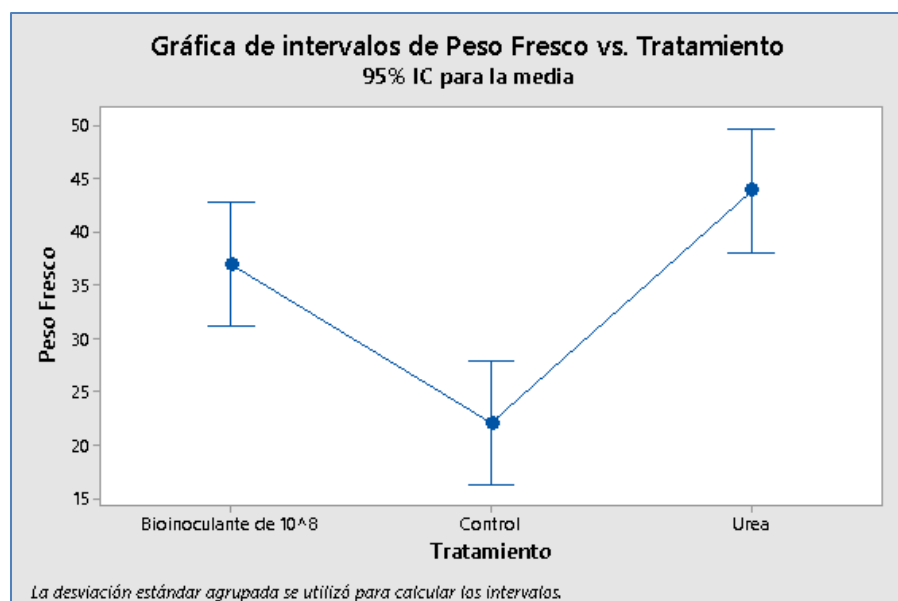 Gráfica de intervalos de Peso Fresco vs. Tratamiento
95% IC para la media
50
45
40
35
30
25
20
15
Peso Fresco
Bioinoculante de 10^8
Control
Urea
Tratamiento
La desviación estándar agrupada se utilizó para calcular los intervalos.